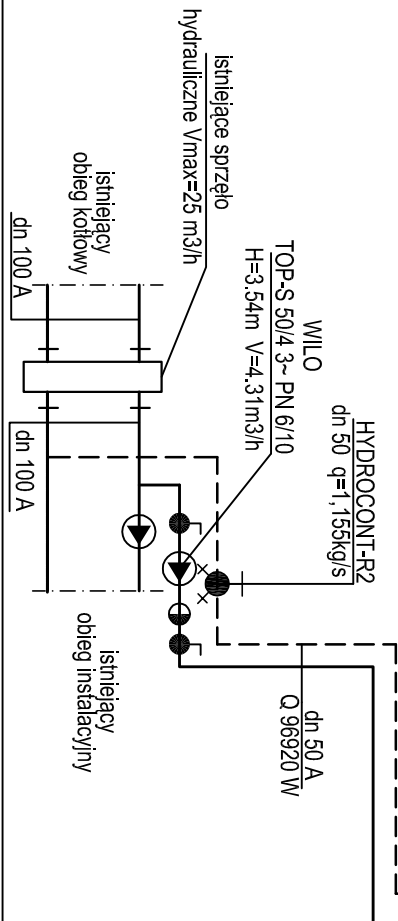 HYDROCONT-R2
dn 50 q=1,155kg/s
WILO
TOP-S 50/4 3~ PN 6/10
H=3.54m V=4.31m3/h
istniejące sprzęło
hydrauliczne Vmax=25 m3/h
dn 50 A
Q 96920 W
istniejący
obieg kotłowy
dn 100 A
dn 100 A
istniejący
obieg instalacyjny